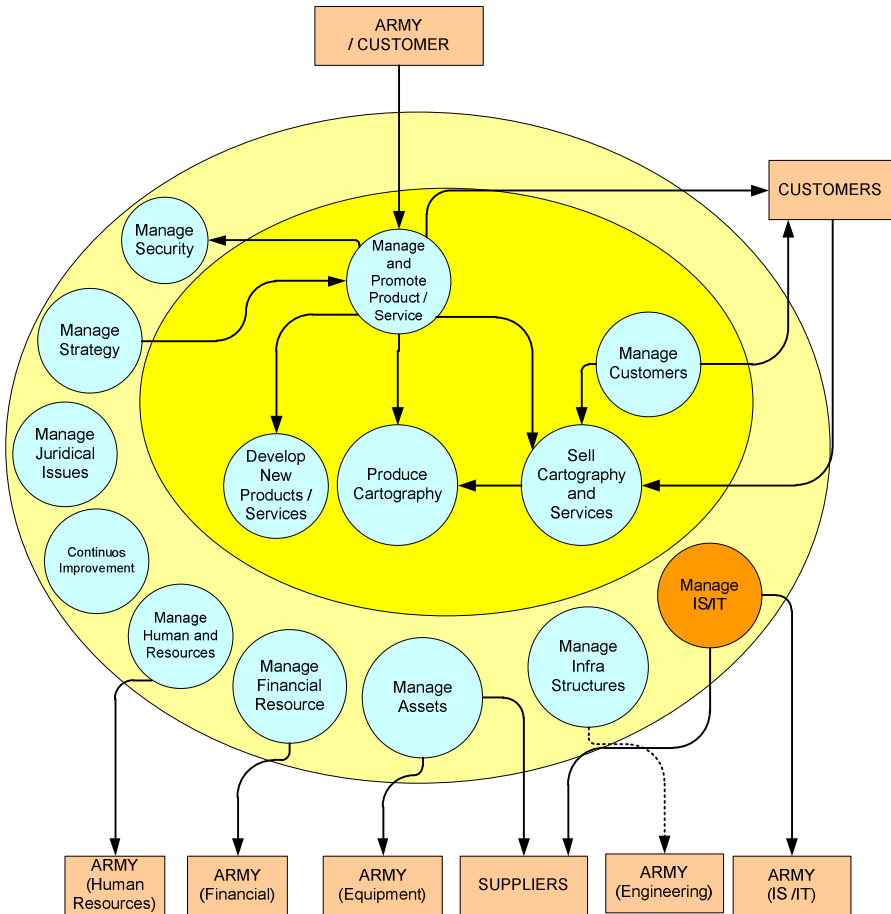 ARMY
/ CUSTOMER
CUSTOMERS
Manage
Security
Manage
and
Promote
Product /
Service
Manage
Strategy
Manage
Customers
Manage
Juridical
Issues
Develop
New
Products /
Services
Produce
Cartography
Sell
Cartography
and
Services
Continuos
Improvement
Manage
IS/IT
Manage
Human and
Resources
Manage
Financial
Resource
Manage
Assets
Manage
Infra
Structures
ARMY
(Human
Resources)
ARMY
(Financial)
ARMY
(Equipment)
SUPPLIERS
ARMY
(Engineering)
ARMY
(IS /IT)